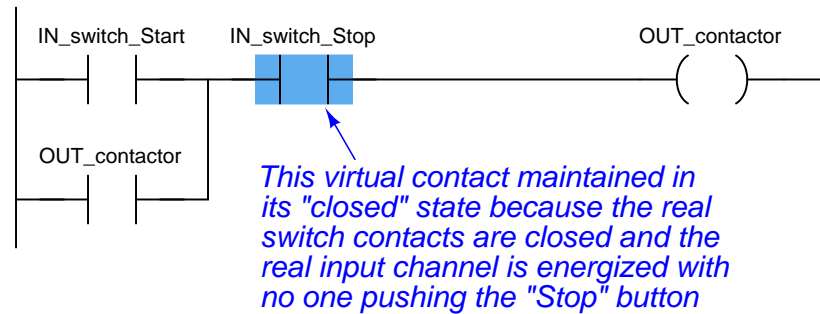 IN_switch_Start
IN_switch_Stop
OUT_contactor
OUT_contactor
This virtual contact maintained in
its "closed" state because the real
switch contacts are closed and the
real input channel is energized with
no one pushing the "Stop" button